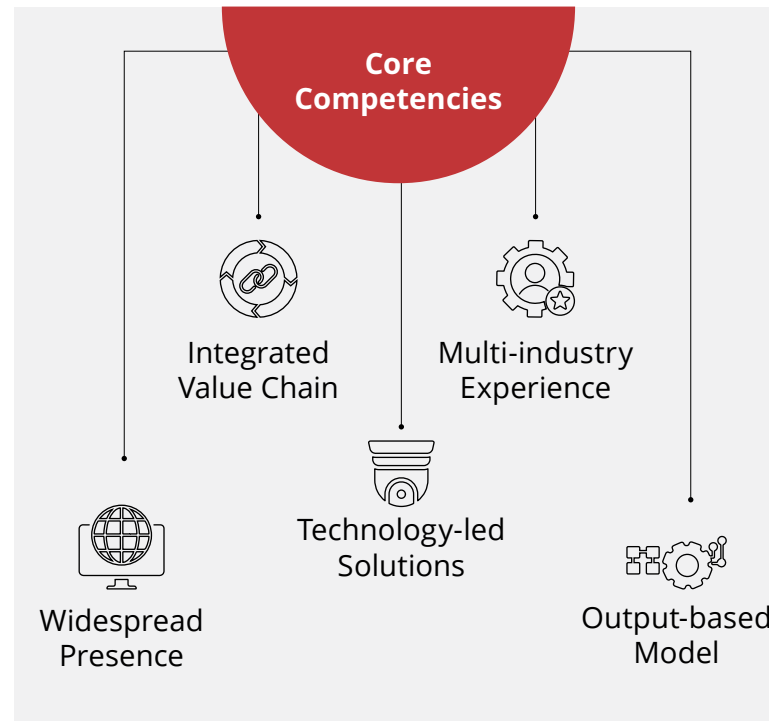 Core
Competencies
Integrated
Value Chain
Multi-industry
Experience
Technology-led
Solutions
Widespread
Presence
Output-based
Model